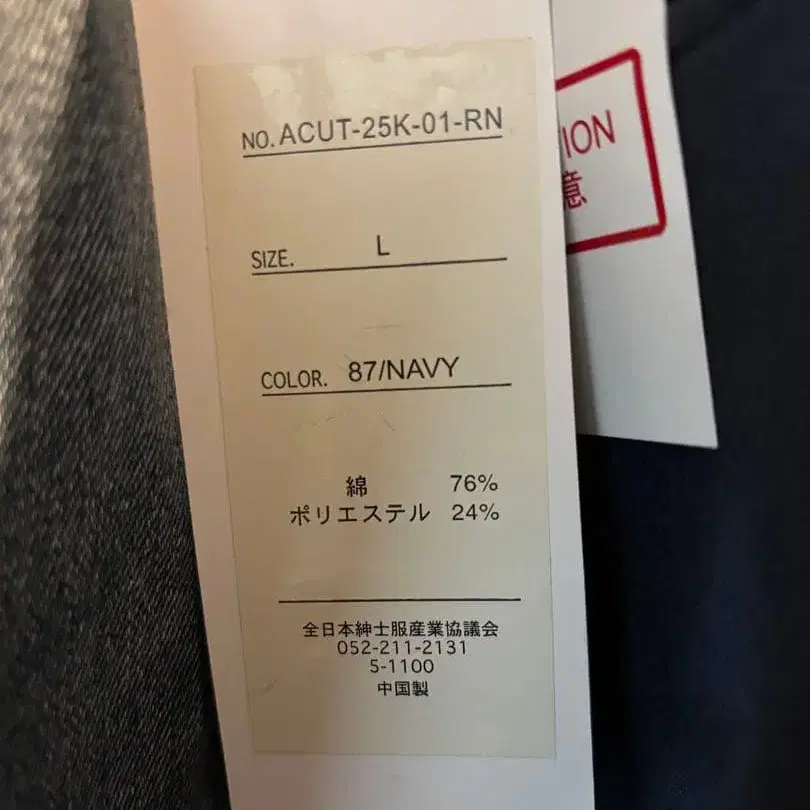 NO. ACUT-25K-01-RN
SIZE. L
COLOR. 87/NAVY
綿 76%
ポリエステル 24%
全日本紳士服産業協議会
052-211-2131
5-1100
中国製
ION
意